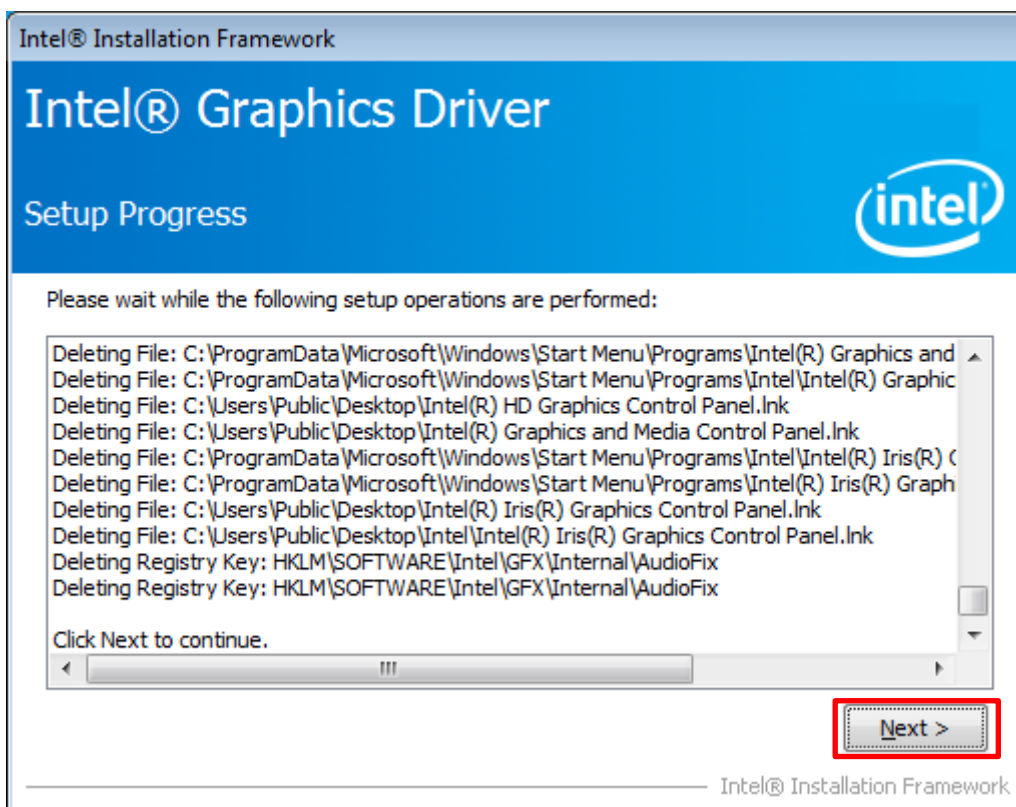 Intel® Installation Framework
Intel® Graphics Driver
Setup Progress
intel
Please wait while the following setup operations are performed:
Deleting File: C:\ProgramData\Microsoft\Windows\Start Menu\Programs\Intel(R) Graphics and
Deleting File: C:\ProgramData\Microsoft\Windows\Start Menu\Programs\Intel\Intel(R) Graphic
Deleting File: C:\Users\Public\Desktop\Intel(R) HD Graphics Control Panel.lnk
Deleting File: C:\Users\Public\Desktop\Intel(R) Graphics and Media Control Panel.lnk
Deleting File: C:\ProgramData\Microsoft\Windows\Start Menu\Programs\Intel\Intel(R) Iris(R) G
Deleting File: C:\ProgramData\Microsoft\Windows\Start Menu\Programs\Intel(R) Iris(R) Graph
Deleting File: C:\Users\Public\Desktop\Intel(R) Iris(R) Graphics Control Panel.lnk
Deleting File: C:\Users\Public\Desktop\Intel\Intel(R) Iris(R) Graphics Control Panel.lnk
Deleting Registry Key: HKLM\SOFTWARE\Intel\GFX\Internal\AudioFix
Deleting Registry Key: HKLM\SOFTWARE\Intel\GFX\Internal\AudioFix
Click Next to continue.
Next >
Intel® Installation Framework